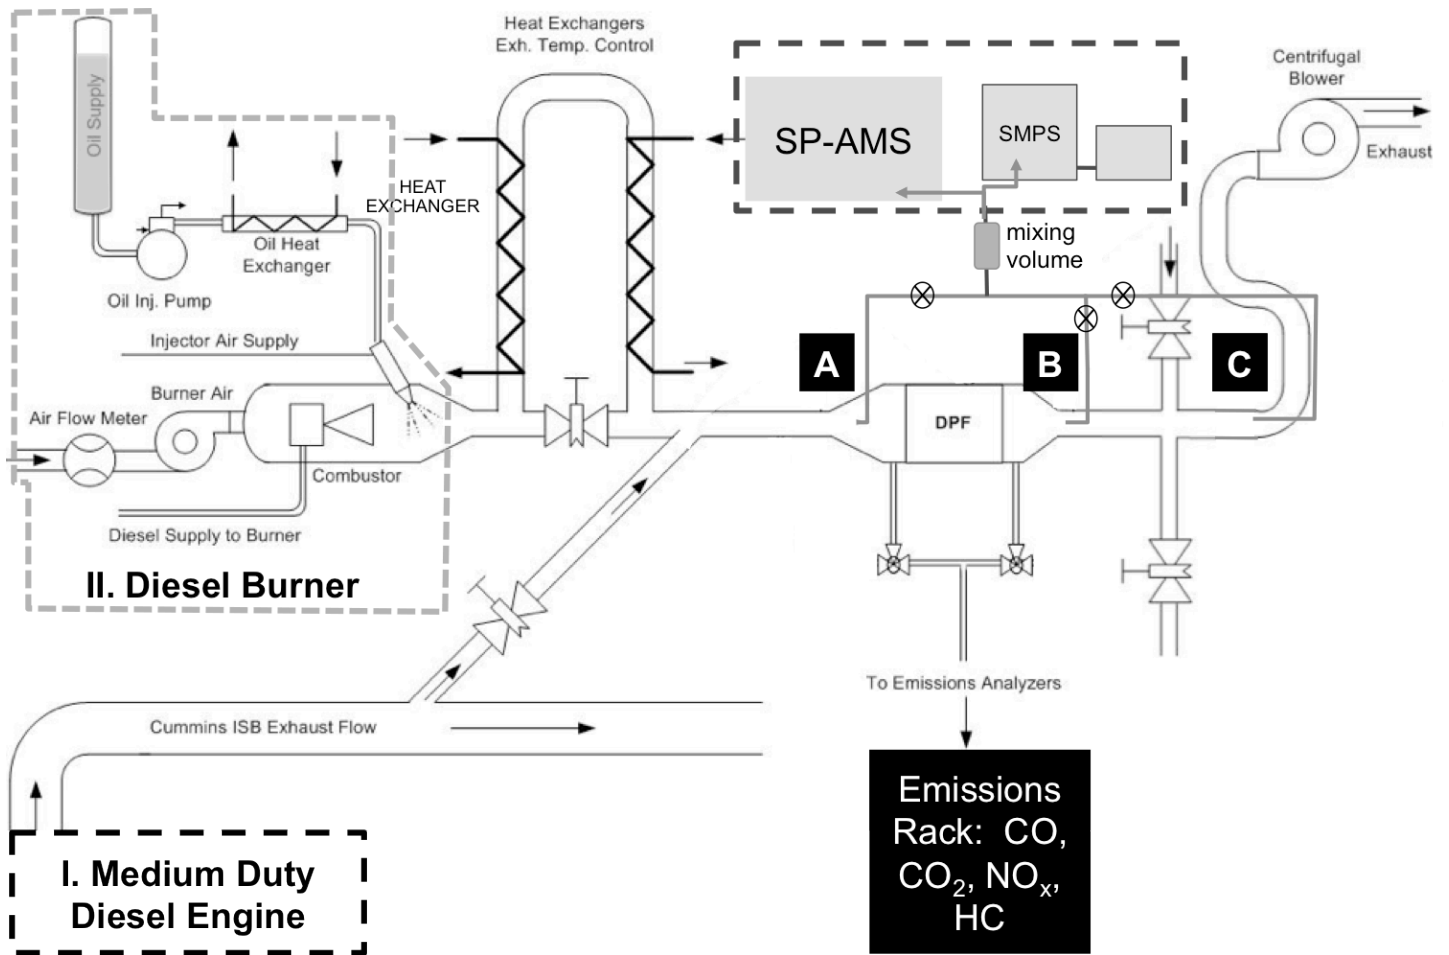 Oil Supply
Heat Exchangers
Exh. Temp. Control
Centrifugal
Blower
Exhaust
SP-AMS
SMPS
HEAT
EXCHANGER
Oil Heat
Exchanger
Oil Inj. Pump
mixing
volume
Injector Air Supply
A
B
C
Burner Air
Air Flow Meter
DPF
Combustor
Diesel Supply to Burner
II. Diesel Burner
To Emissions Analyzers
Cummins ISB Exhaust Flow
Emissions
Rack: CO,
CO₂, NOₓ,
HC
I. Medium Duty
Diesel Engine